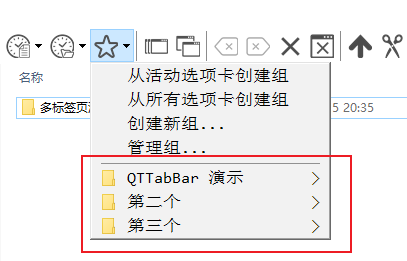 名称
从活动选项卡创建组
从所有选项卡创建组
多标签页
5 20:35
创建新组...
管理组...
QTTabBar 演示
第二个
第三个